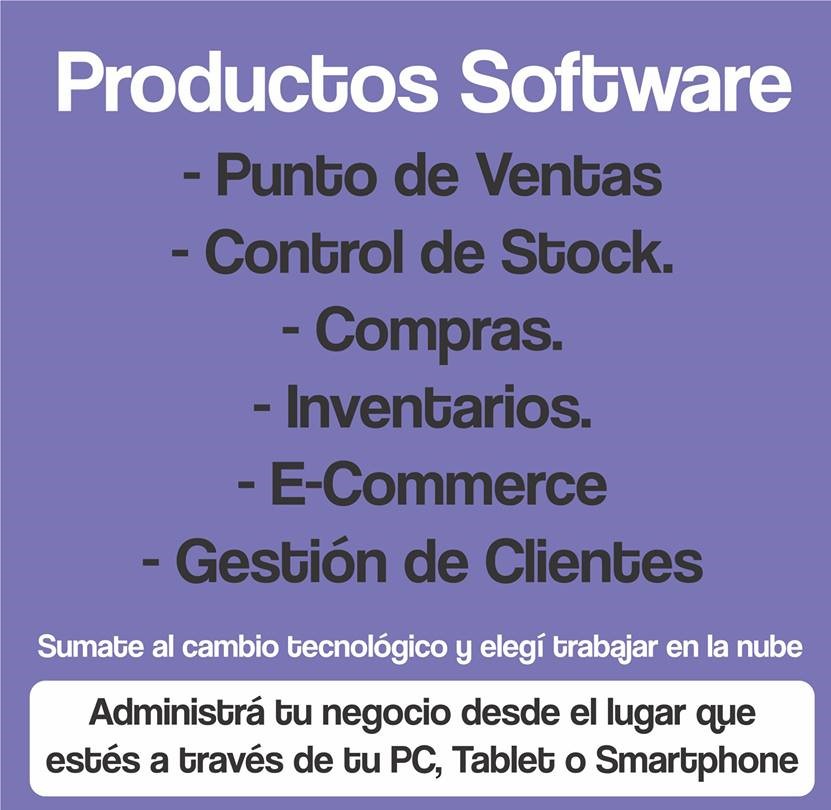 Productos Software
- Punto de Ventas
- Control de Stock.
- Compras.
- Inventarios.
- E-Commerce
- Gestión de Clientes
Sumate al cambio tecnológico y elegí trabajar en la nube
Administrá tu negocio desde el lugar que
estés a través de tu PC, Tablet o Smartphone